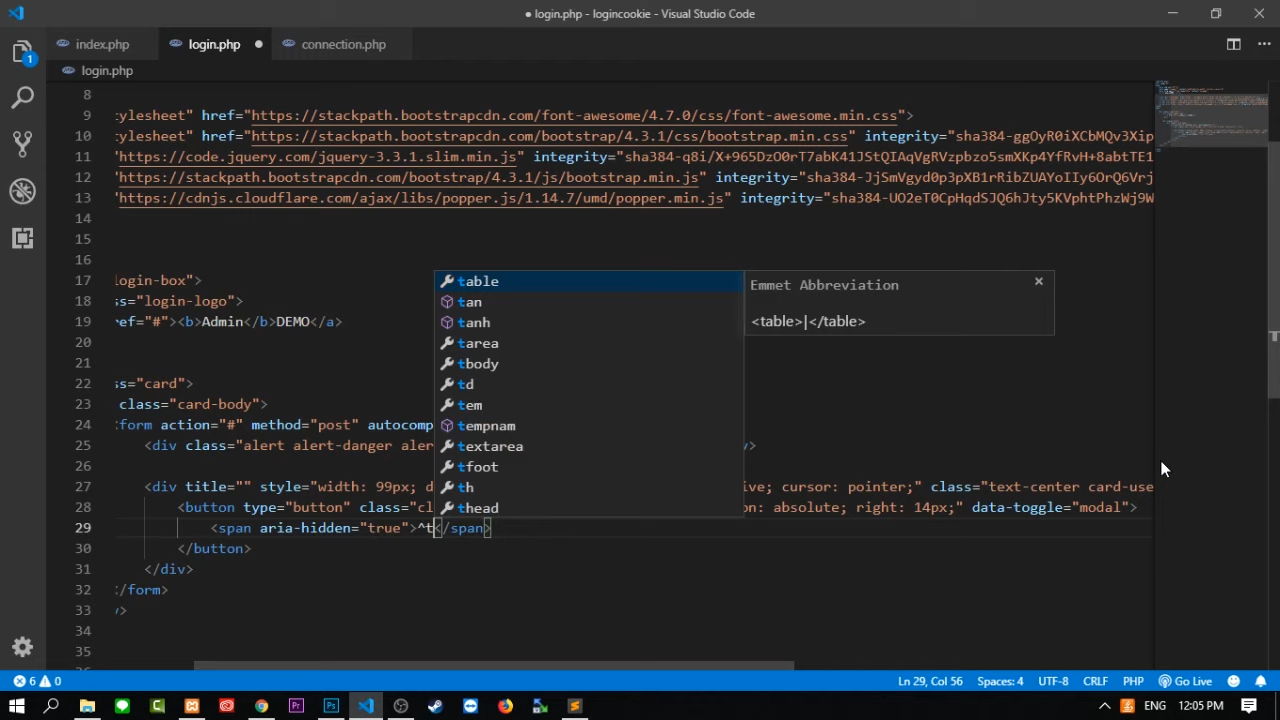 ● login.php - logincookie - Visual Studio Code
index.php
login.php ●
connection.php
login.php
1
8
9 tylesheet" href="https://stackpath.bootstrapcdn.com/font-awesome/4.7.0/css/font-awesome.min.css">
10 tylesheet" href="https://stackpath.bootstrapcdn.com/bootstrap/4.3.1/css/bootstrap.min.css" integrity="sha384-ggOyR0iXCbMQv3Xip
11 "https://code.jquery.com/jquery-3.3.1.slim.min.js" integrity="sha384-q8i/X+965DzO0rT7abK41JStQIAqVgRVzpbzo5smXKp4YfRvH+8abtTE1
12 "https://stackpath.bootstrapcdn.com/bootstrap/4.3.1/js/bootstrap.min.js" integrity="sha384-JjSmVgyd0p3pXB1rRibZUAYoIIy6OrQ6Vrj
13 "https://cdnjs.cloudflare.com/ajax/libs/popper.js/1.14.7/umd/popper.min.js" integrity="sha384-UO2eT0CpHqdSJQ6hJty5KVphtPhzWj9W
14
15
16
17 login-box">
18 ss="login-logo">
19 ref="#"><b>Admin</b>DEMO</a>
20
21
22 ss="card">
23 class="card-body">
24 form action="#" method="post" autocomp
25 <div class="alert alert-danger aler v>
26
27 <div title="" style="width: 99px; d ive; cursor: pointer;" class="text-center card-use
28 <button type="button" class="cl on: absolute; right: 14px;" data-toggle="modal">
29 <span aria-hidden="true">^t</span>
30 </button>
31 </div>
32 </form>
33 v>
34
35
table
tan
tanh
tarea
tbody
td
tem
tempnam
textarea
tfoot
th
thead
Emmet Abbreviation ×
<table>|</table>
6 0 Ln 29, Col 56 Spaces: 4 UTF-8 CRLF PHP Go Live
ENG 12:05 PM